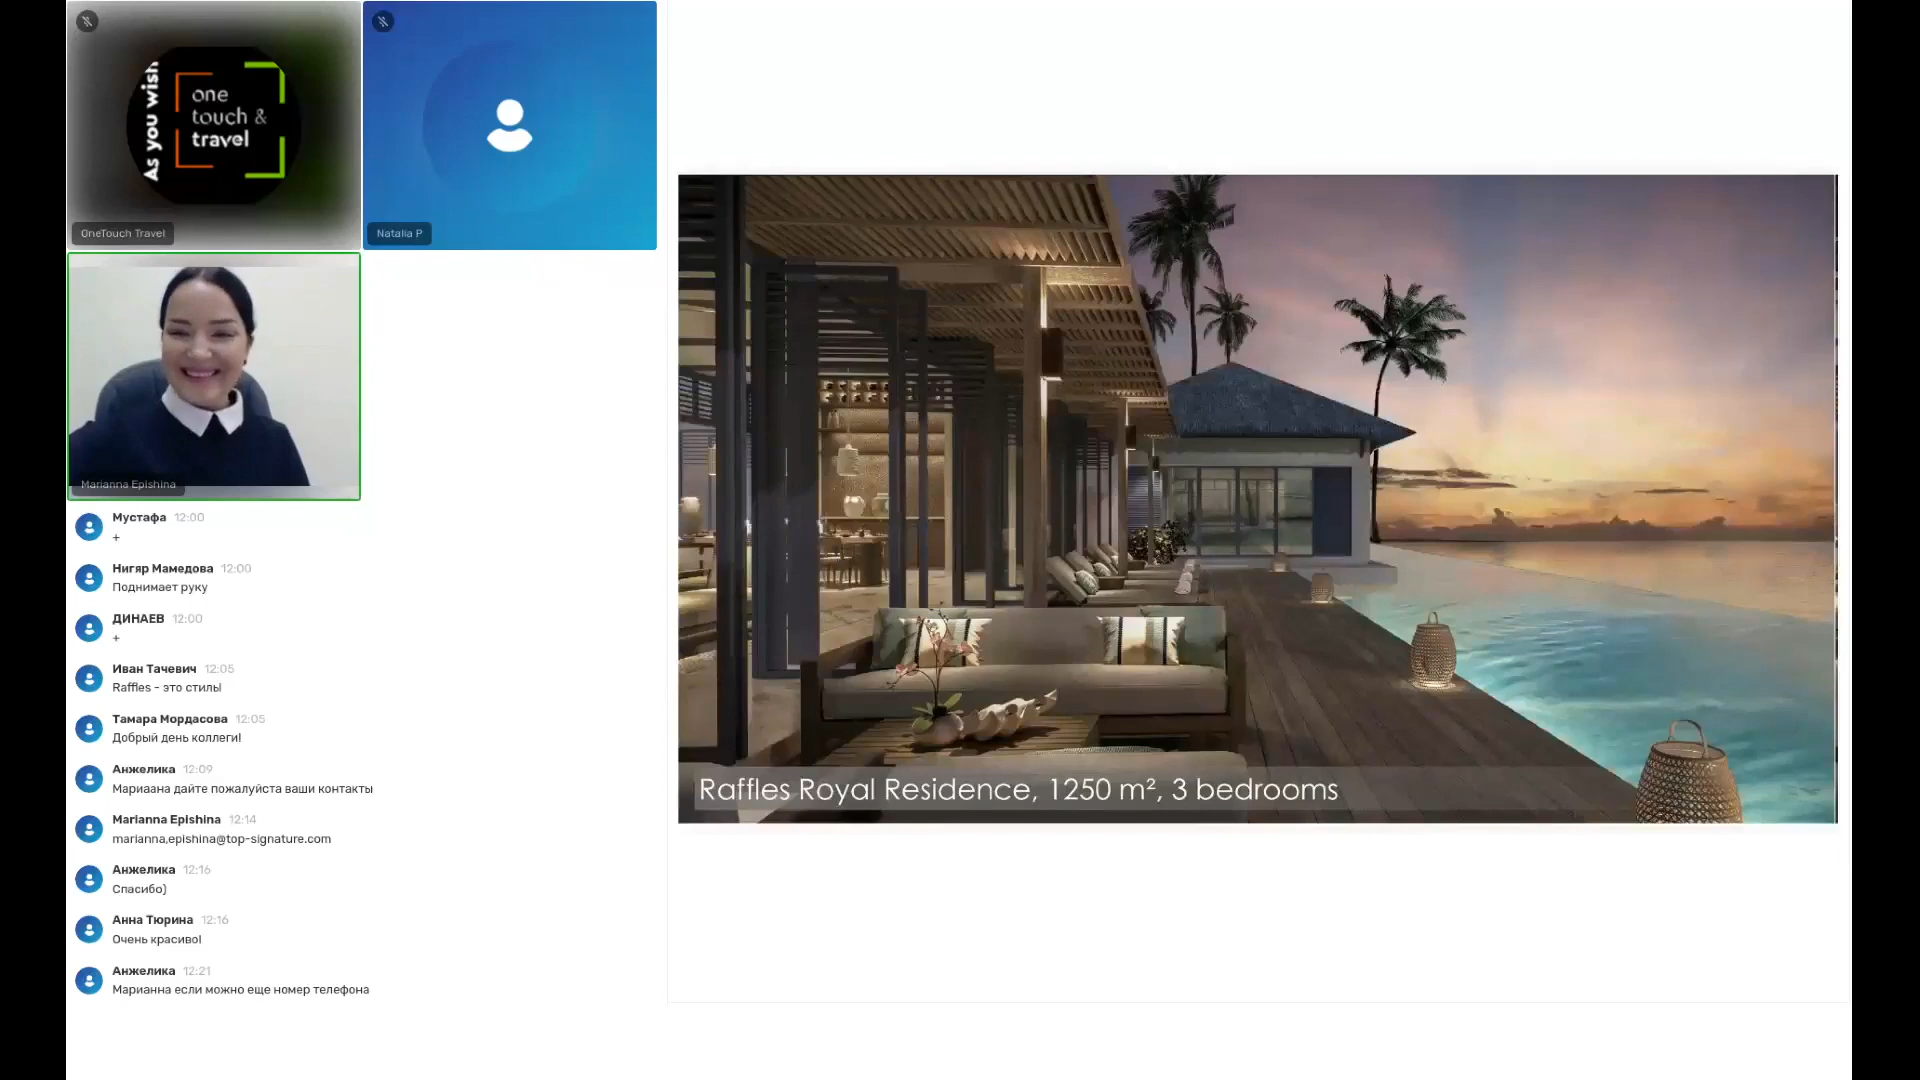 As you wish
one
touch &
travel
OneTouch Travel
Natalia P
Marianna Epishina
Мустафа 12:00
+
Нигяр Мамедова 12:00
Поднимает руку
ДИНАЕВ 12:00
+
Иван Тачевич 12:05
Raffles - это стиль!
Тамара Мордасова 12:05
Добрый день коллеги!
Анжелика 12:09
Мариаана дайте пожалуйста ваши контакты
Marianna Epishina 12:14
marianna,epishina@top-signature.com
Анжелика 12:16
Спасибо)
Анна Тюрина 12:16
Очень красиво!
Анжелика 12:21
Марианна если можно еще номер телефона
Raffles Royal Residence, 1250 m², 3 bedrooms